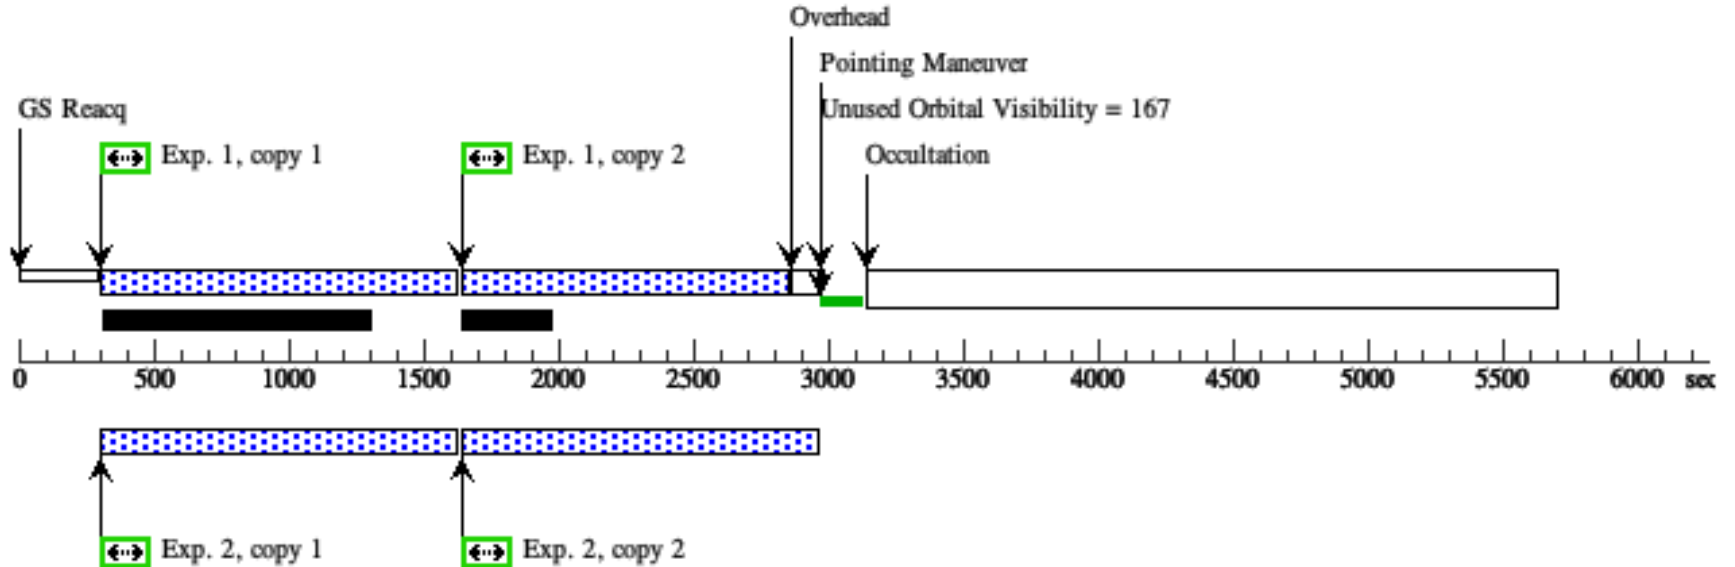 Overhead
Pointing Maneuver
GS Reacq
Unused Orbital Visibility = 167
Exp. 1, copy 1
Exp. 1, copy 2
Occultation
0 500 1000 1500 2000 2500 3000 3500 4000 4500 5000 5500 6000 sec
Exp. 2, copy 1
Exp. 2, copy 2